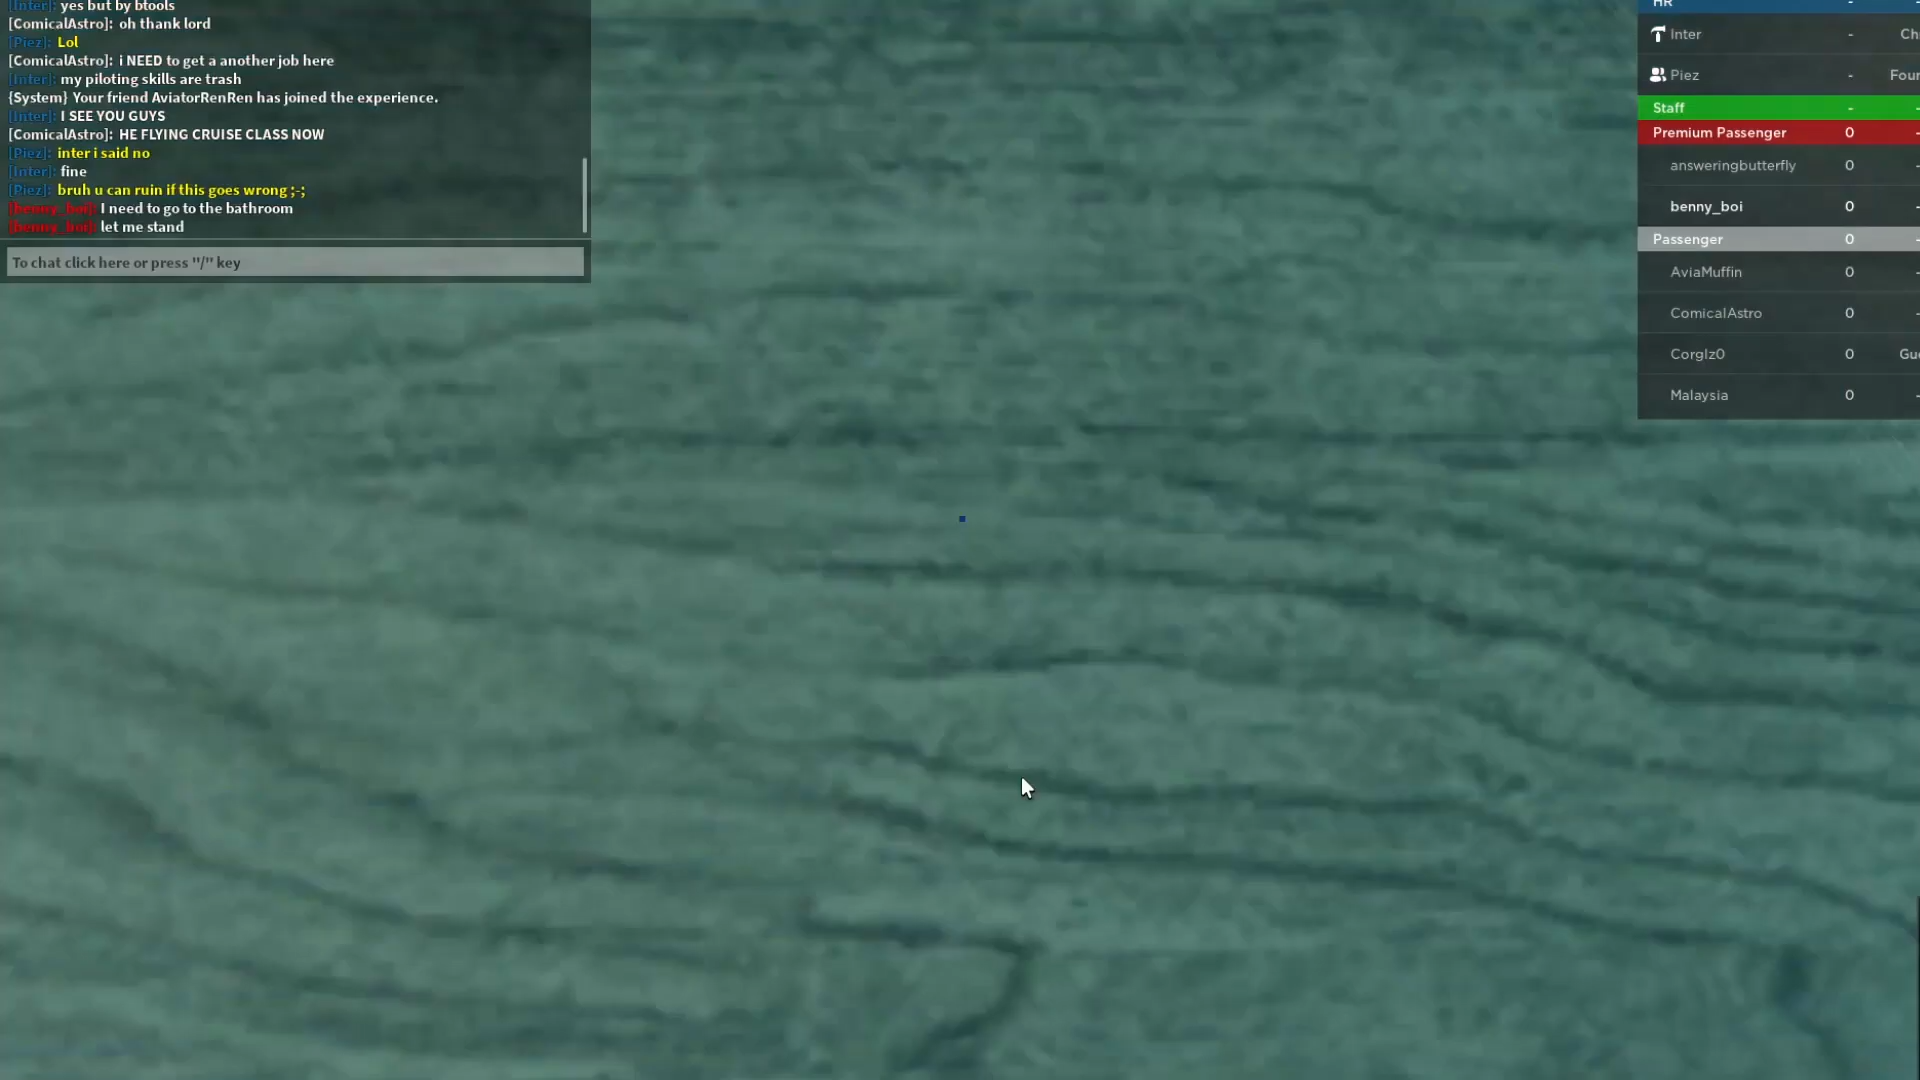 [Inter]: yes but by btools
[ComicalAstro]: oh thank lord
[Piez]: Lol
[ComicalAstro]: i NEED to get a another job here
[Inter]: my piloting skills are trash
{System} Your friend AviatorRenRen has joined the experience.
[Inter]: I SEE YOU GUYS
[ComicalAstro]: HE FLYING CRUISE CLASS NOW
[Piez]: inter i said no
[Inter]: fine
[Piez]: bruh u can ruin if this goes wrong ;-;
[benny_boi]: I need to go to the bathroom
[benny_boi]: let me stand
To chat click here or press "/" key
HR - -
Inter - Ch
Piez - Four
Staff - -
Premium Passenger 0 -
answeringbutterfly 0 -
benny_boi 0 -
Passenger 0 -
AviaMuffin 0 -
ComicalAstro 0 -
0 Gu
Malaysia 0 -